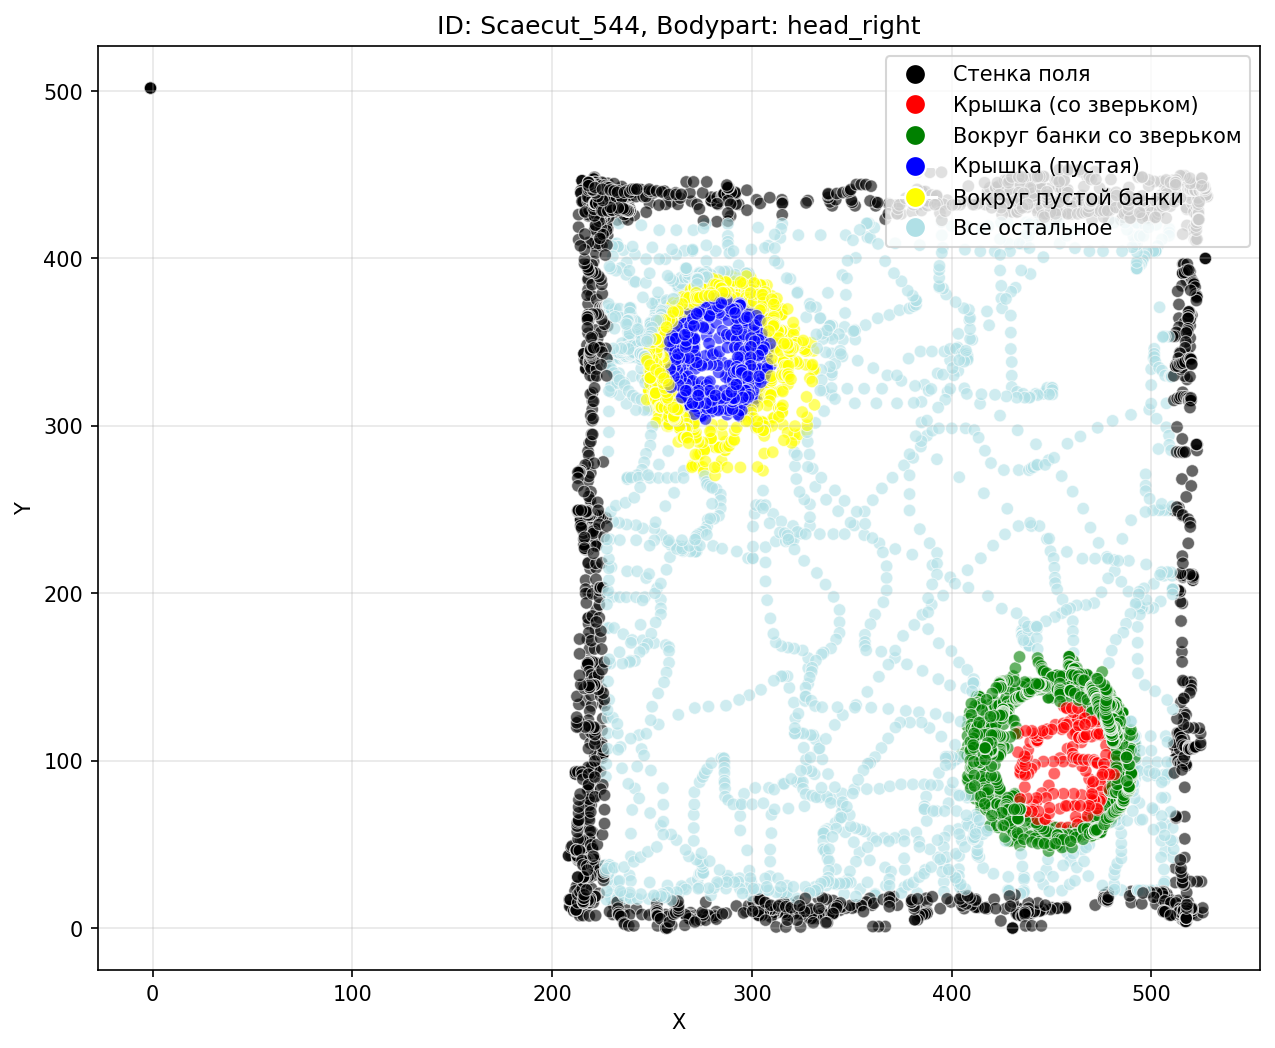 ID: Scaecut_544, Bodypart: head_right
Стенка поля
Крышка (со зверьком)
Вокруг банки со зверьком
Крышка (пустая)
Вокруг пустой банки
Все остальное
500
400
300
200
100
0
Y
0 100 200 300 400 500
X